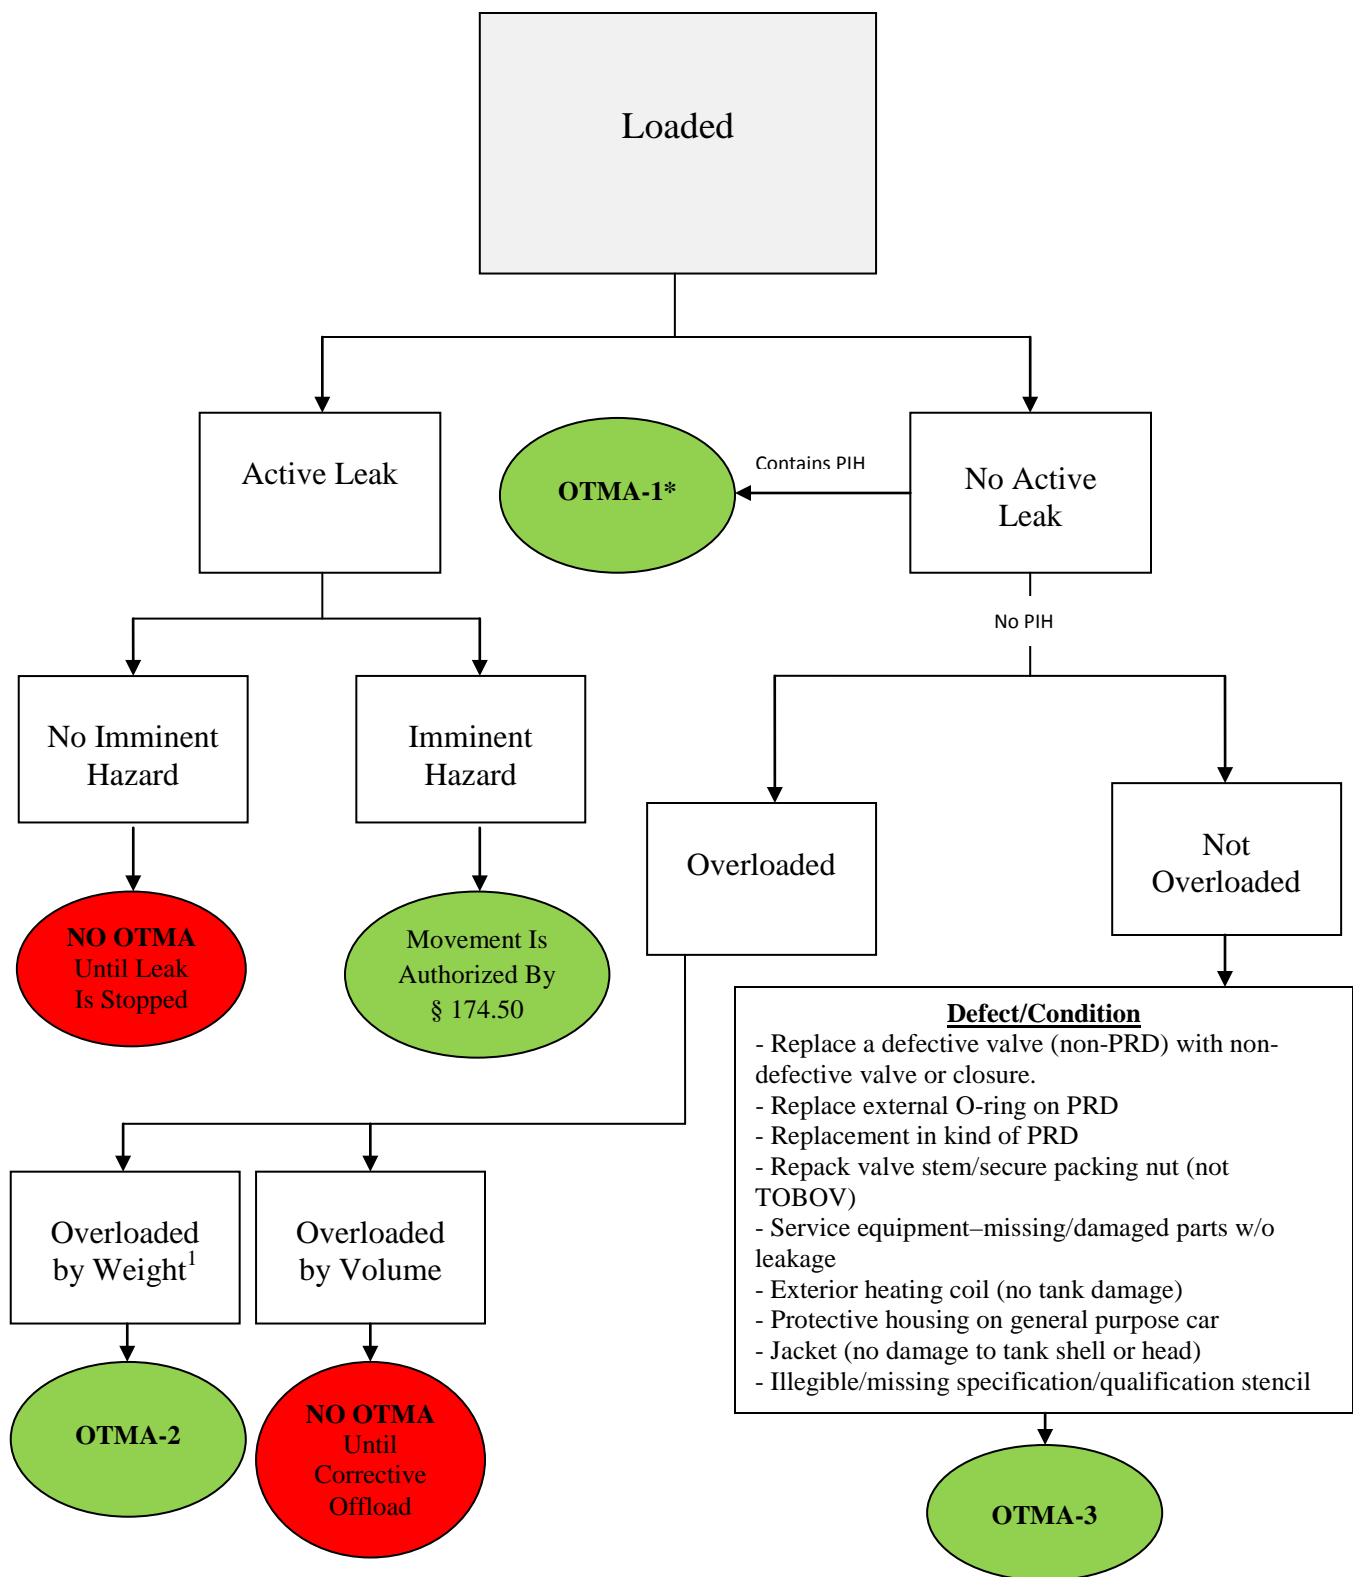 Loaded
Active Leak
OTMA-1*
Contains PIH
No Active
Leak
No PIH
No Imminent
Hazard
Imminent
Hazard
Overloaded
Not
Overloaded
NO OTMA
Until Leak
Is Stopped
Movement Is
Authorized By
§ 174.50
Defect/Condition
- Replace a defective valve (non-PRD) with non-
defective valve or closure.
- Replace external O-ring on PRD
- Replacement in kind of PRD
- Repack valve stem/secure packing nut (not
TOBOV)
- Service equipment–missing/damaged parts w/o
leakage
- Exterior heating coil (no tank damage)
- Protective housing on general purpose car
- Jacket (no damage to tank shell or head)
- Illegible/missing specification/qualification stencil
Overloaded
by Weight1
Overloaded
by Volume
OTMA-2
NO OTMA
Until
Corrective
Offload
OTMA-3